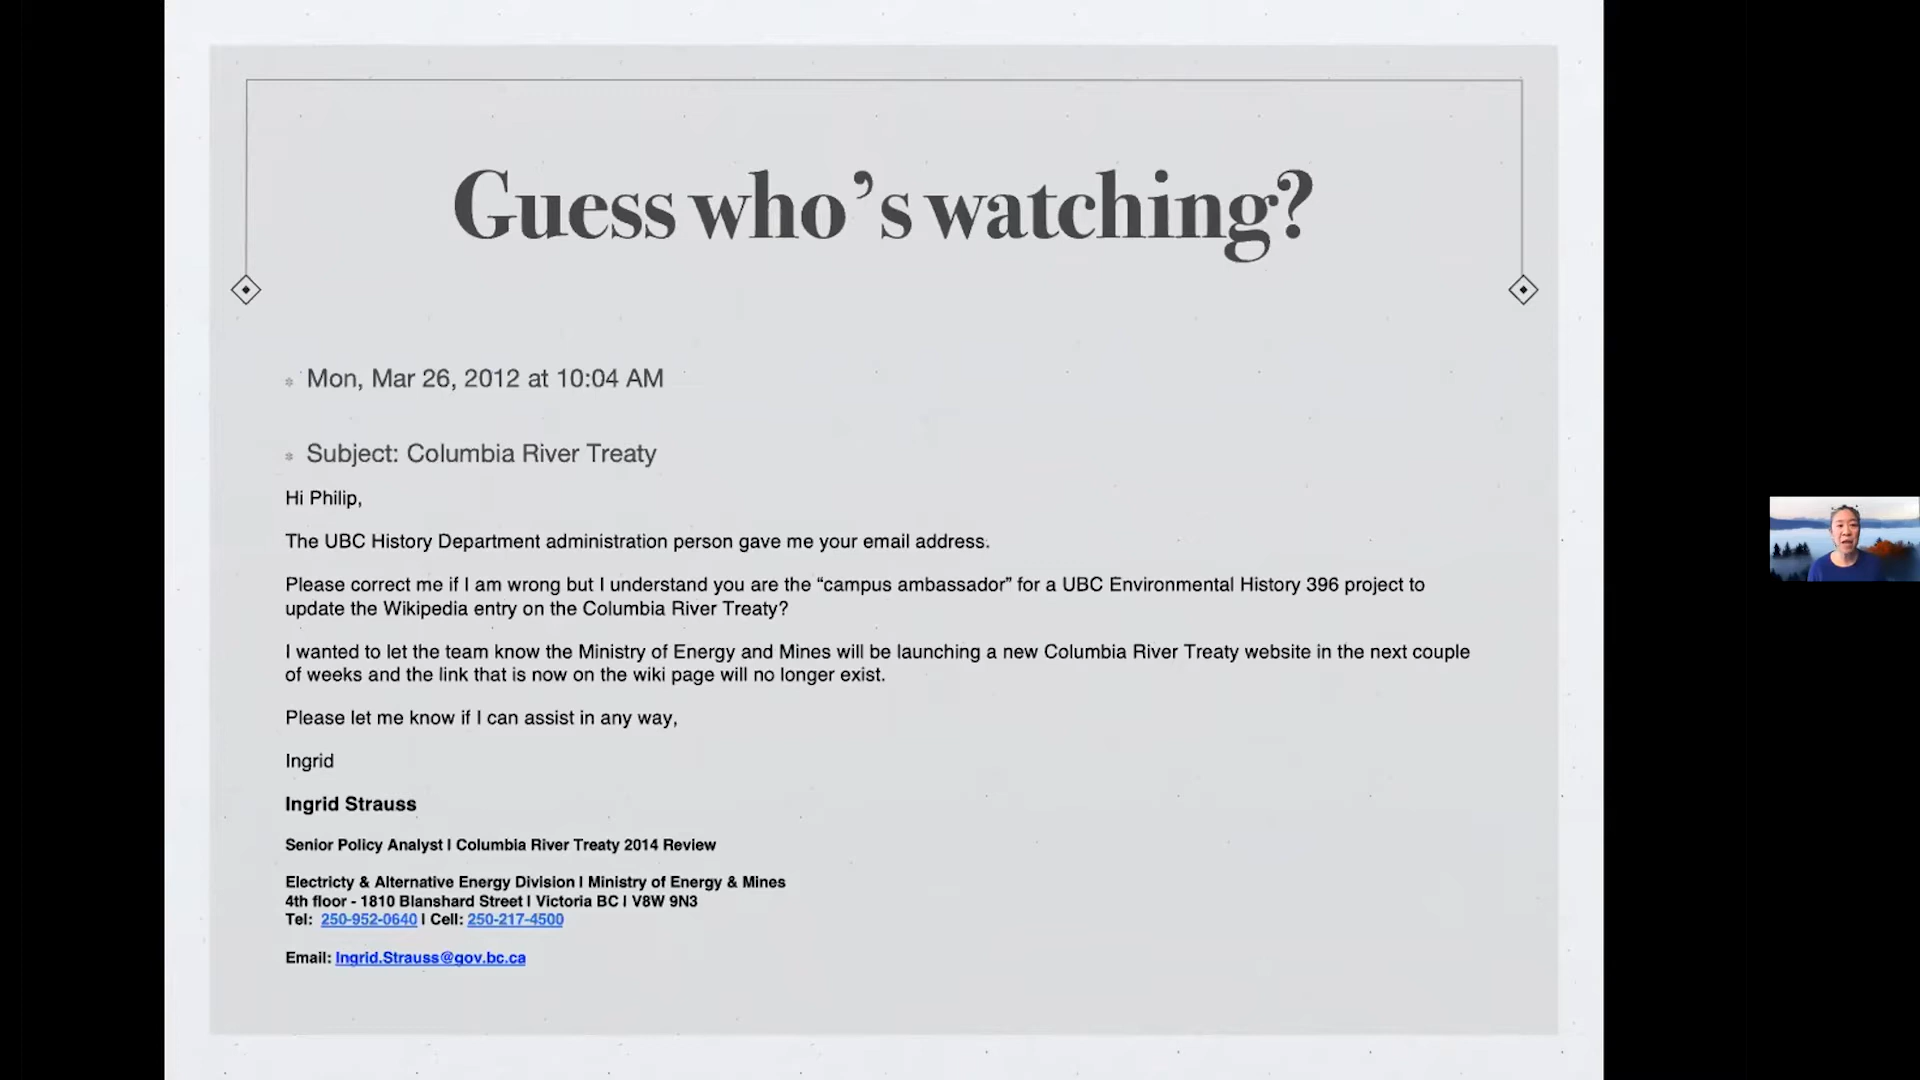 Guess who’s watching?
Mon, Mar 26, 2012 at 10:04 AM
Subject: Columbia River Treaty
Hi Philip,
The UBC History Department administration person gave me your email address.
Please correct me if I am wrong but I understand you are the “campus ambassador” for a UBC Environmental History 396 project to
update the Wikipedia entry on the Columbia River Treaty?
I wanted to let the team know the Ministry of Energy and Mines will be launching a new Columbia River Treaty website in the next couple
of weeks and the link that is now on the wiki page will no longer exist.
Please let me know if I can assist in any way,
Ingrid
Ingrid Strauss
Senior Policy Analyst l Columbia River Treaty 2014 Review
Electricty & Alternative Energy Division l Ministry of Energy & Mines
4th floor - 1810 Blanshard Street l Victoria BC l V8W 9N3
Tel: 250-952-0640 l Cell: 250-217-4500
Email: Ingrid.Strauss@gov.bc.ca